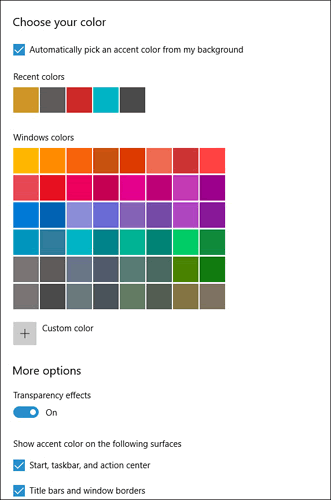 Choose your color
Automatically pick an accent color from my background
Recent colors
Windows colors
Custom color
More options
Transparency effects
On
Show accent color on the following surfaces
Start, taskbar, and action center
Title bars and window borders